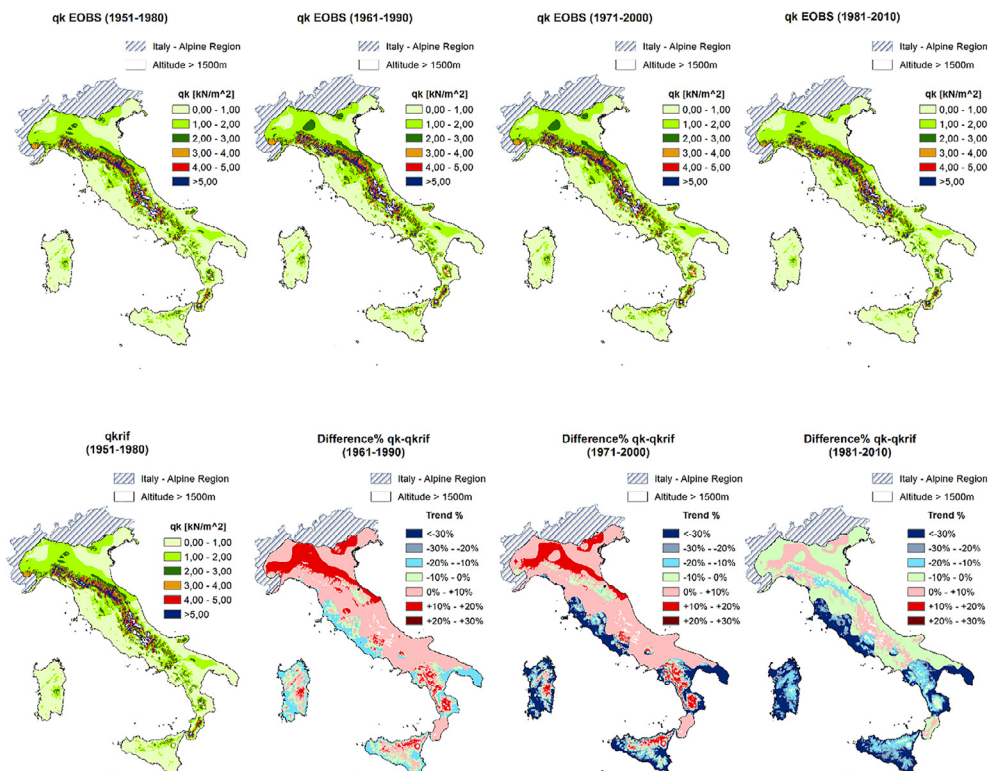 qk EOBS (1951-1980)
Italy - Alpine Region
Altitude > 1500m
qk [kN/m^2]
0,00 - 1,00
1,00 - 2,00
2,00 - 3,00
3,00 - 4,00
4,00 - 5,00
>5,00
qk EOBS (1961-1990)
Italy - Alpine Region
Altitude > 1500m
qk [kN/m^2]
0,00 - 1,00
1,00 - 2,00
2,00 - 3,00
3,00 - 4,00
4,00 - 5,00
>5,00
qk EOBS (1971-2000)
Italy - Alpine Region
Altitude > 1500m
qk [kN/m^2]
0,00 - 1,00
1,00 - 2,00
2,00 - 3,00
3,00 - 4,00
4,00 - 5,00
>5,00
qk EOBS (1981-2010)
Italy - Alpine Region
Altitude > 1500m
qk [kN/m^2]
0,00 - 1,00
1,00 - 2,00
2,00 - 3,00
3,00 - 4,00
4,00 - 5,00
>5,00
qkrif
(1951-1980)
Italy - Alpine Region
Altitude > 1500m
qk [kN/m^2]
0,00 - 1,00
1,00 - 2,00
2,00 - 3,00
3,00 - 4,00
4,00 - 5,00
>5,00
Difference% qk-qkrif
(1961-1990)
Italy - Alpine Region
Altitude > 1500m
Trend %
<-30%
-30% - -20%
-20% - -10%
-10% - 0%
0% - +10%
+10% - +20%
+20% - +30%
Difference% qk-qkrif
(1971-2000)
Italy - Alpine Region
Altitude > 1500m
Trend %
<-30%
-30% - -20%
-20% - -10%
-10% - 0%
0% - +10%
+10% - +20%
+20% - +30%
Difference% qk-qkrif
(1981-2010)
Italy - Alpine Region
Altitude > 1500m
Trend %
<-30%
-30% - -20%
-20% - -10%
-10% - 0%
0% - +10%
+10% - +20%
+20% - +30%